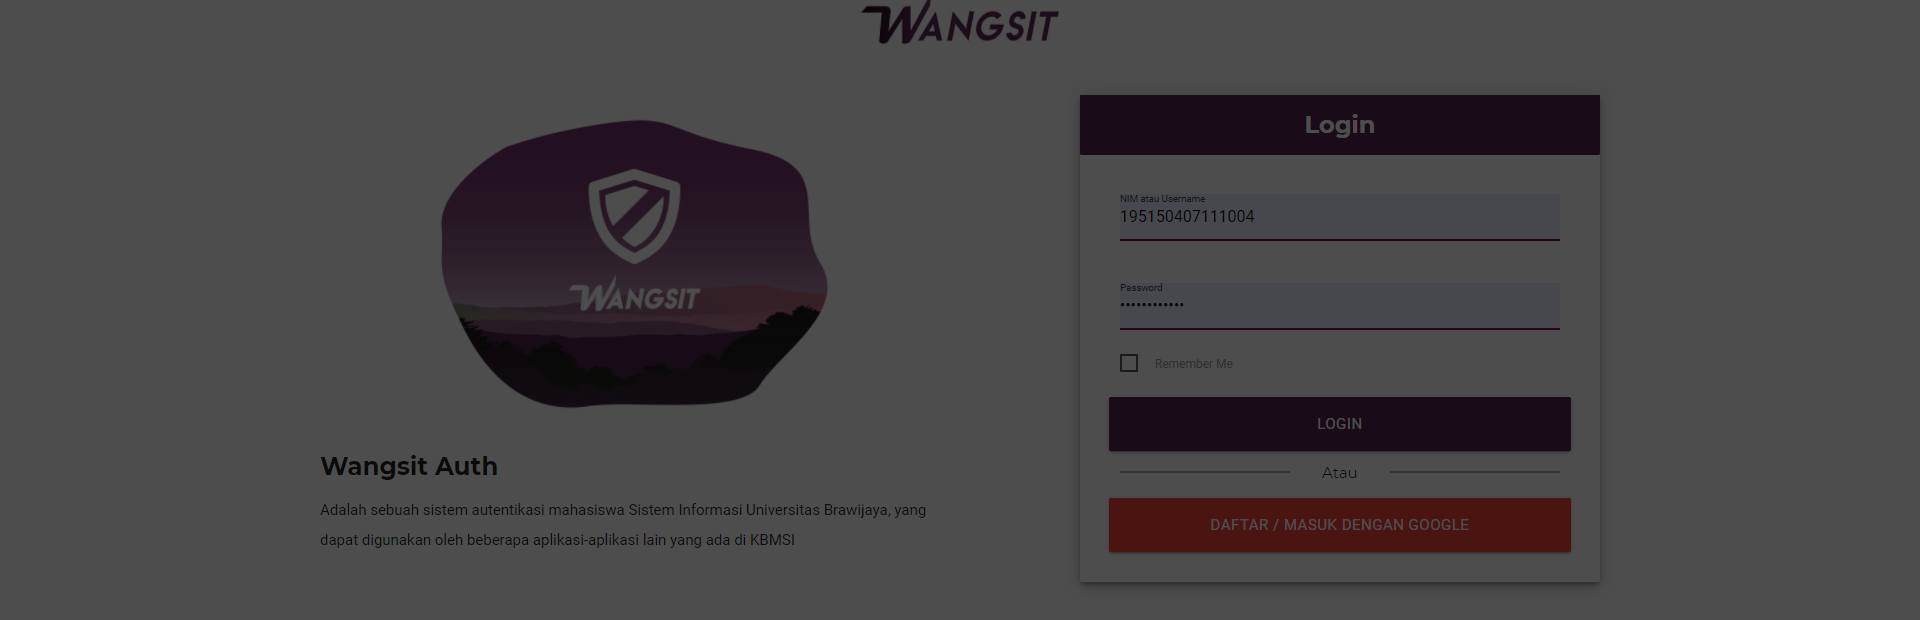 WANGSIT
WANGSIT
Wangsit Auth
Adalah sebuah sistem autentikasi mahasiswa Sistem Informasi Universitas Brawijaya, yang
dapat digunakan oleh beberapa aplikasi-aplikasi lain yang ada di KBMSI
Login
NIM atau Username
195150407111004
Password
••••••••••••
Remember Me
LOGIN
Atau
DAFTAR / MASUK DENGAN GOOGLE